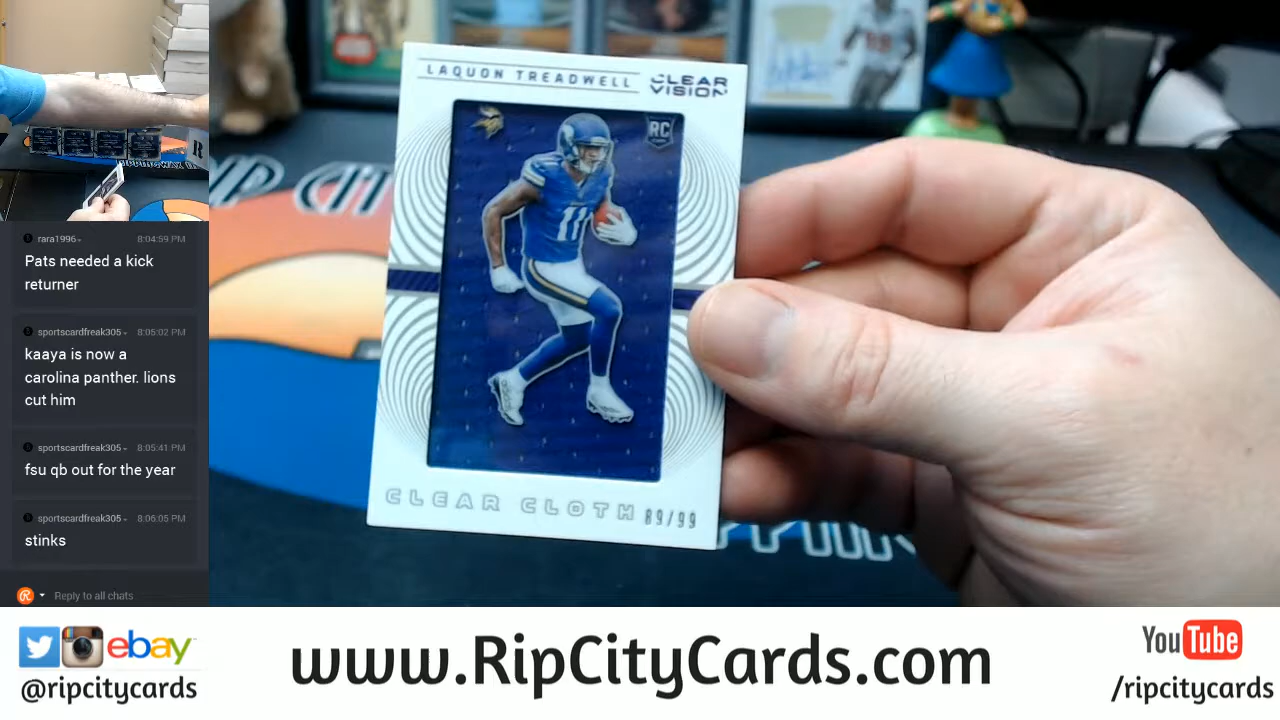 LAQUON TREADWELL
CLEAR
VISION
RC
11
CLEAR CLOTH
89/99
rara1996
8:04:59 PM
Pats needed a kick
returner
sportscardfreak305
8:05:02 PM
kaaya is now a
carolina panther. lions
cut him
sportscardfreak305
8:05:41 PM
fsu qb out for the year
sportscardfreak305
8:06:05 PM
stinks
Reply to all chats
ebay
@ripcitycards
www.RipCityCards.com
YouTube
/ripcitycards